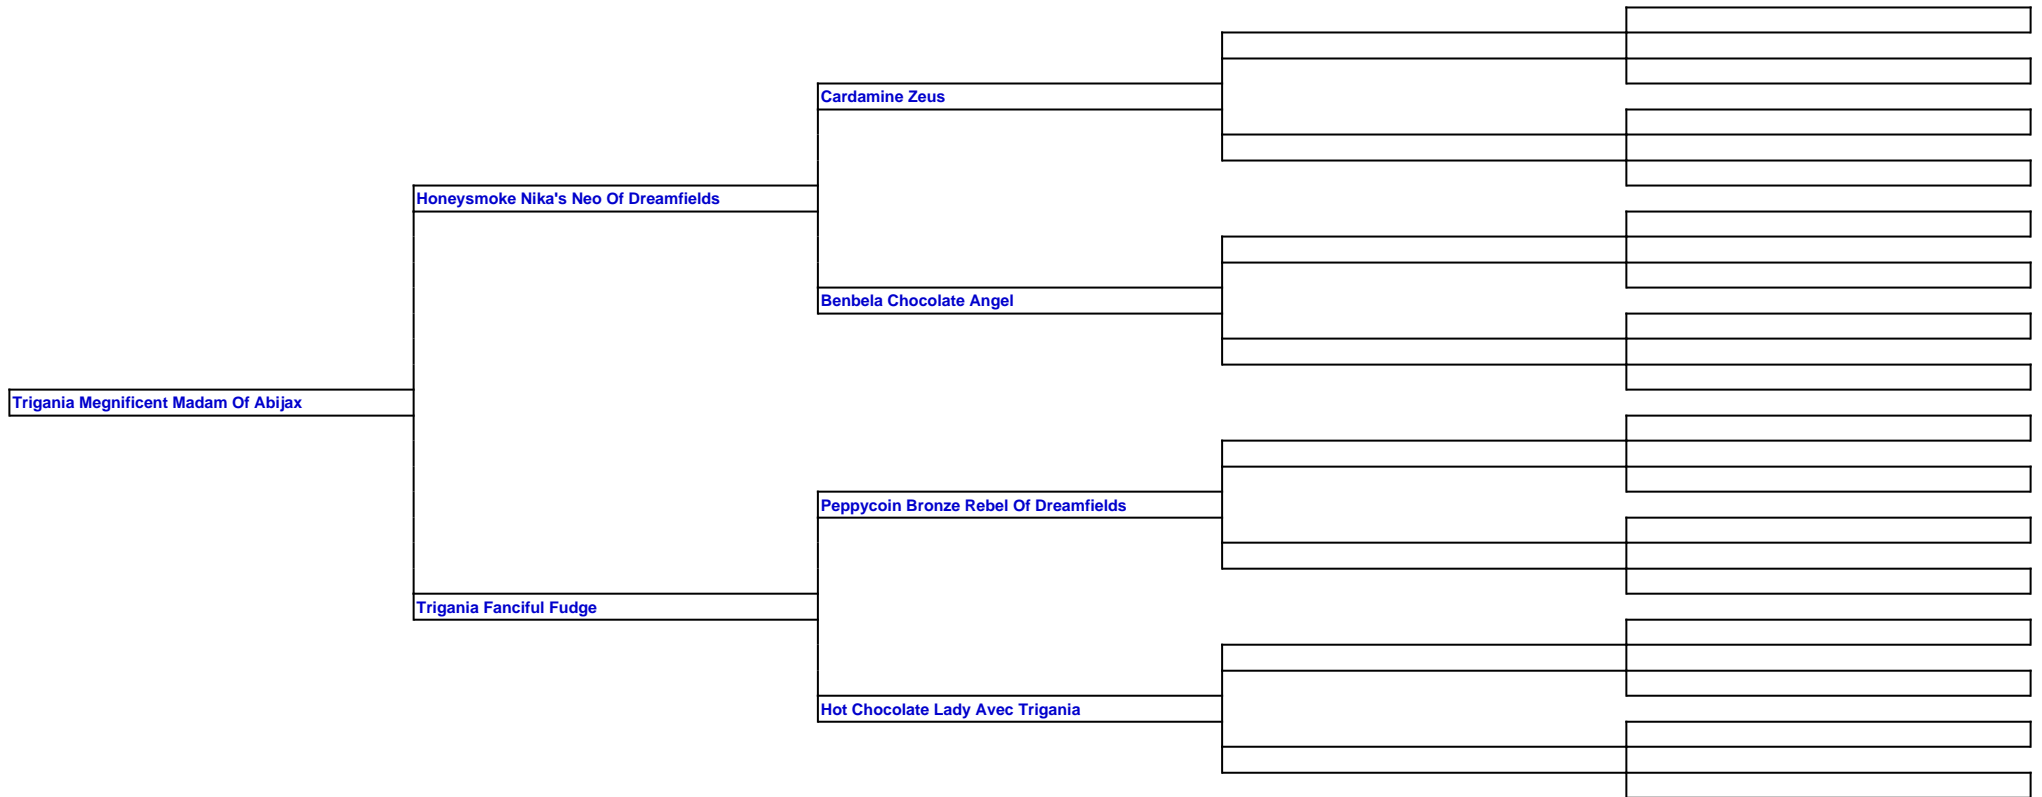 Cardamine Zeus
Honeysmoke Nika's Neo Of Dreamfields
Benbela Chocolate Angel
Trigania Megnificent Madam Of Abijax
Peppycoin Bronze Rebel Of Dreamfields
Trigania Fanciful Fudge
Hot Chocolate Lady Avec Trigania